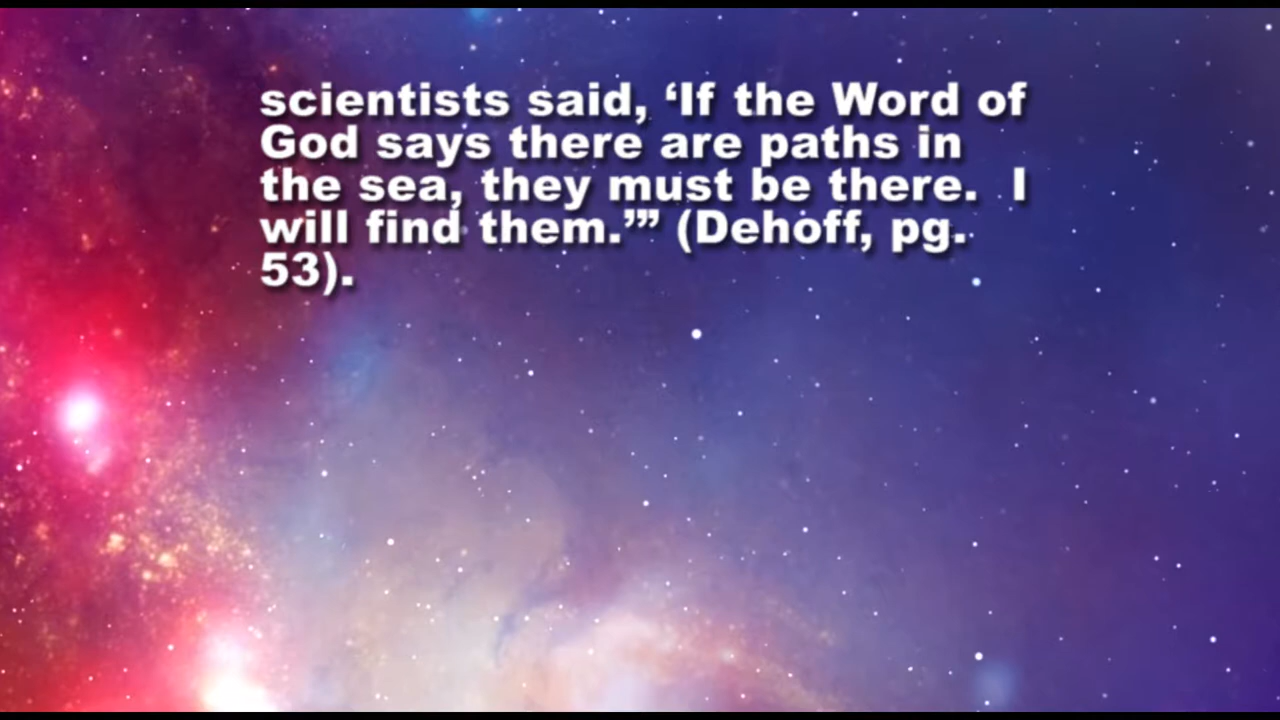 scientists said, ‘If the Word of
God says there are paths in
the sea, they must be there.  I
will find them.’” (Dehoff, pg.
53).